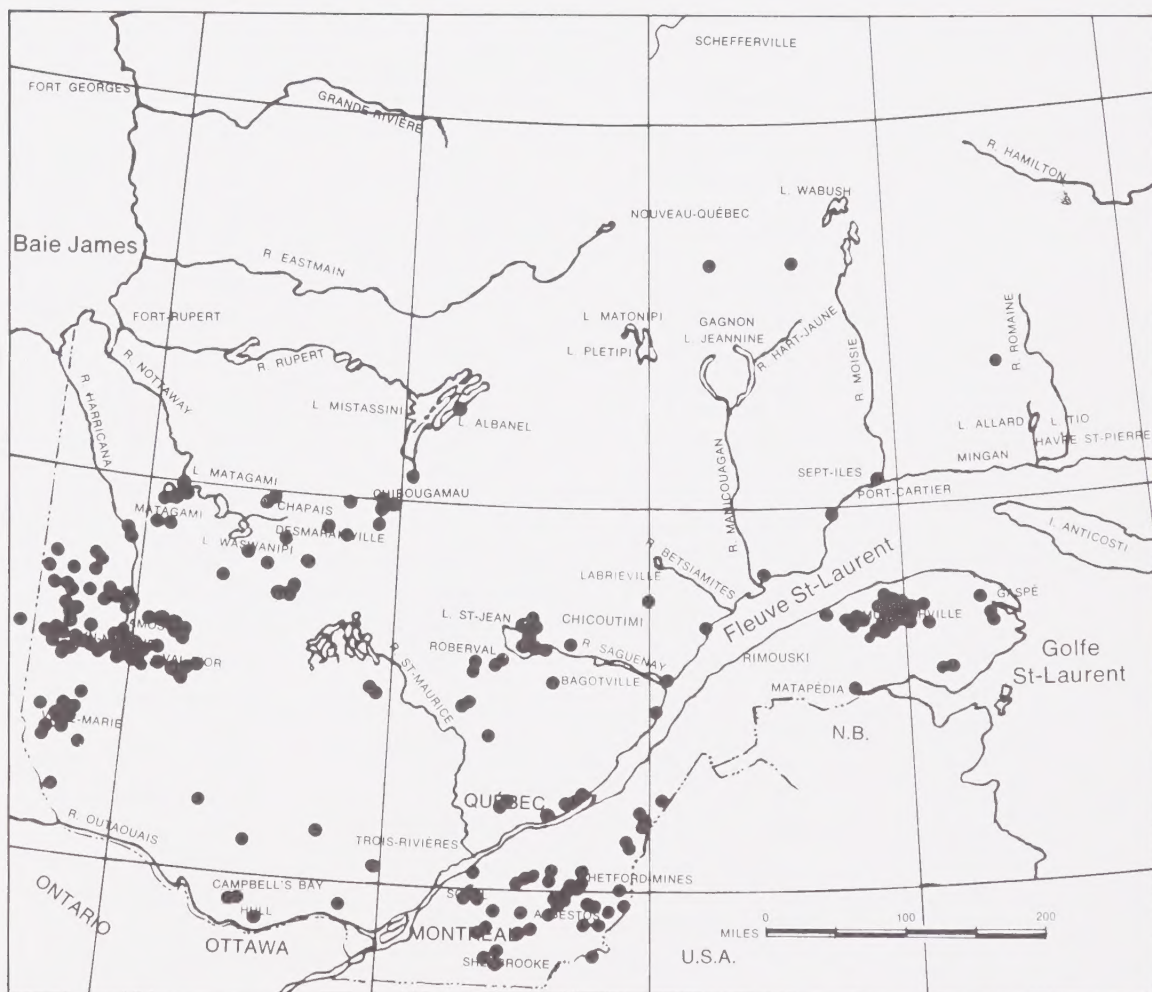 SCHEFFERVILLE
FORT GEORGES
GRANDE RIVIÈRE
R. HAMILTON
L. WABUSH
NOUVEAU-QUÉBEC
Baie James
R. EASTMAIN
FORT-RUPERT
L. MATONIPI
GAGNON
L. JEANNINE
R. HART-JAUNE
R. ROMAINE
L. PLETIPI
R. NOTTAWAY
R. RUPERT
R. MOISIE
R. HARRICANA
L. MISTASSINI
L. ALBANEL
L. ALLARD
L. TIO
HAVRE ST-PIERRE
MINGAN
SEPT-ILES
R. MANICOUAGAN
PORT-CARTIER
L. MATAGAMI
CHIBOUGAMAU
CHAPAIS
MATAGAMI
DESMARAISVILLE
L. WASWANIPI
I. ANTICOSTI
R. BETSIAMITES
LABRIEVILLE
Fleuve St-Laurent
GASPÉ
L. ST-JEAN
CHICOUTIMI
AMOS
ROBERVAL
R. SAGUENAY
RIMOUSKI
Golfe
St-Laurent
R. ST-MAURICE
BAGOTVILLE
MATAPÉDIA
N.B.
QUÉBEC
R. OUTAOUAIS
TROIS-RIVIÈRES
CAMPBELL'S BAY
HULL
ONTARIO
OTTAWA
MONTRÉAL
ASBESTOS
SHERBROOKE
0 100 200
MILES
U.S.A.